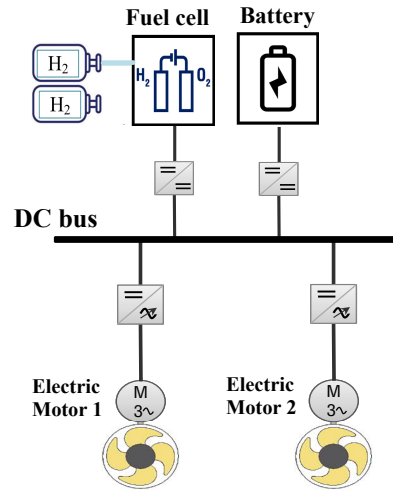 Fuel cell
Battery
H₂
H₂
H₂
O₂
DC bus
Electric
Motor 1
M
3∿
Electric
Motor 2
M
3∿